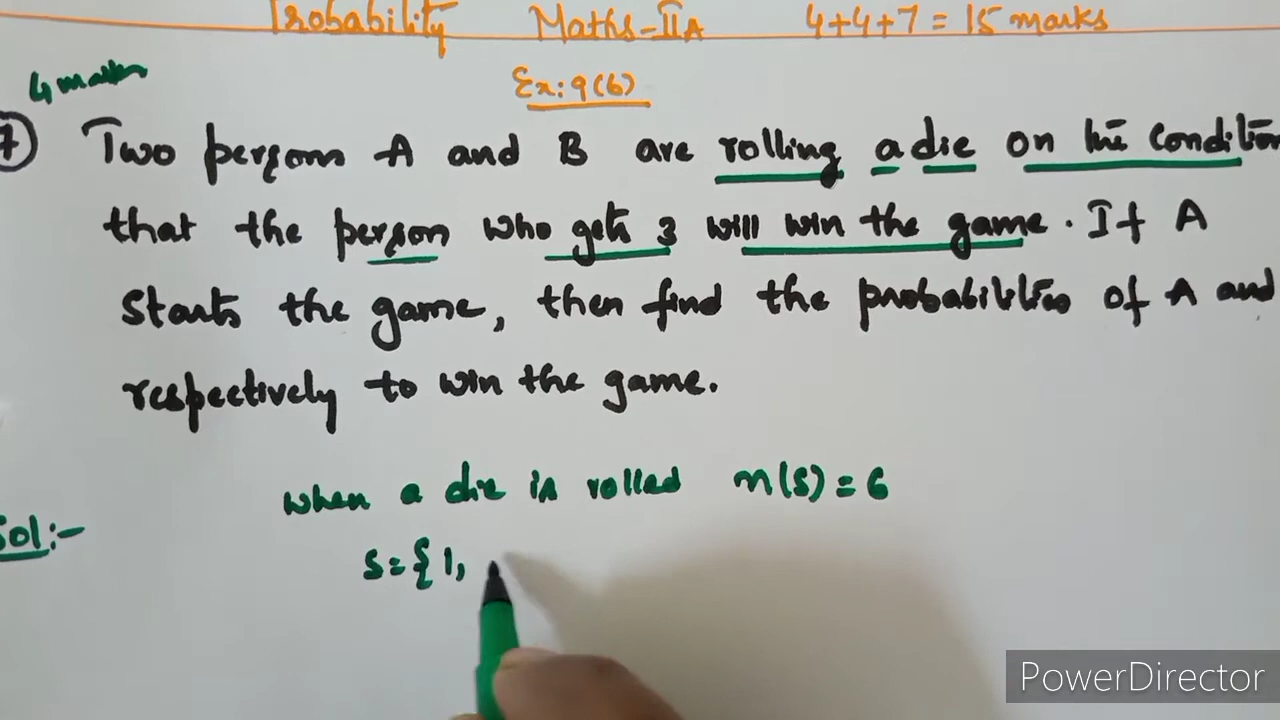 Probability Maths-IIA 4+4+7 = 15 marks
4 marks
Ex: 9(b)
7) Two persons A and B are rolling a die on the condition
that the person who gets 3 will win the game. If A
starts the game, then find the probabilities of A and
respectively to win the game.
when a die is rolled n(s) = 6
Sol:-
S = { 1,
PowerDirector